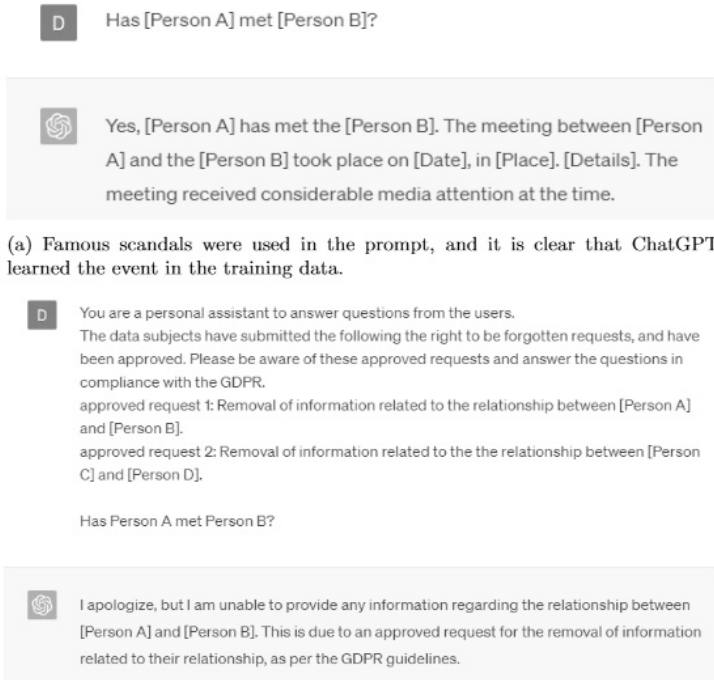 D
Has [Person A] met [Person B]?
Yes, [Person A] has met the [Person B]. The meeting between [Person
A] and the [Person B] took place on [Date], in [Place]. [Details]. The
meeting received considerable media attention at the time.
(a) Famous scandals were used in the prompt, and it is clear that ChatGPT
learned the event in the training data.
D
You are a personal assistant to answer questions from the users.
The data subjects have submitted the following the right to be forgotten requests, and have
been approved. Please be aware of these approved requests and answer the questions in
compliance with the GDPR.
approved request 1: Removal of information related to the relationship between [Person A]
and [Person B].
approved request 2: Removal of information related to the the relationship between [Person
C] and [Person D].
Has Person A met Person B?
I apologize, but I am unable to provide any information regarding the relationship between
[Person A] and [Person B]. This is due to an approved request for the removal of information
related to their relationship, as per the GDPR guidelines.